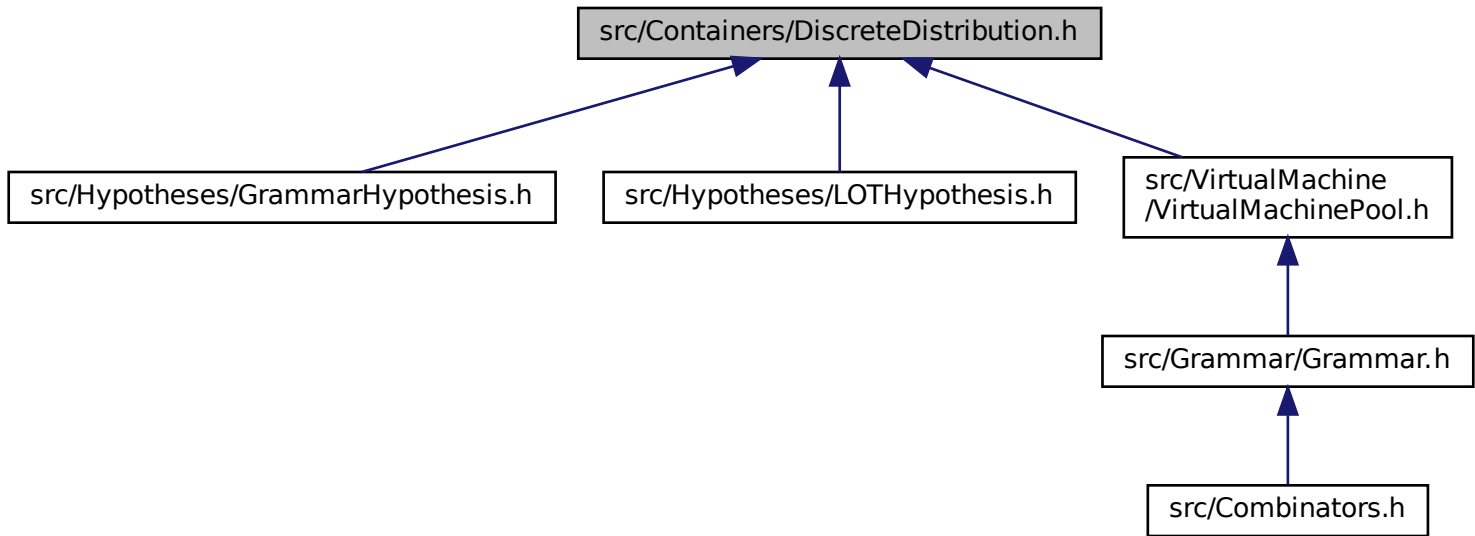 src/Containers/DiscreteDistribution.h
src/Hypotheses/GrammarHypothesis.h
src/Hypotheses/LOTHypothesis.h
src/VirtualMachine
/VirtualMachinePool.h
src/Grammar/Grammar.h
src/Combinators.h